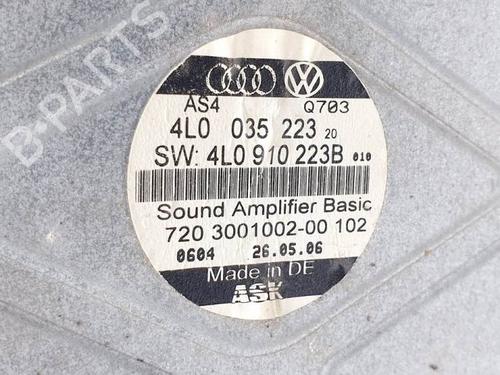 B-PARTS
AS4 Q703
4L0 035 223 20
SW: 4L0 910 223B 010
Sound Amplifier Basic
720 3001002-00 102
0604 26.05.06
Made in DE
ASK